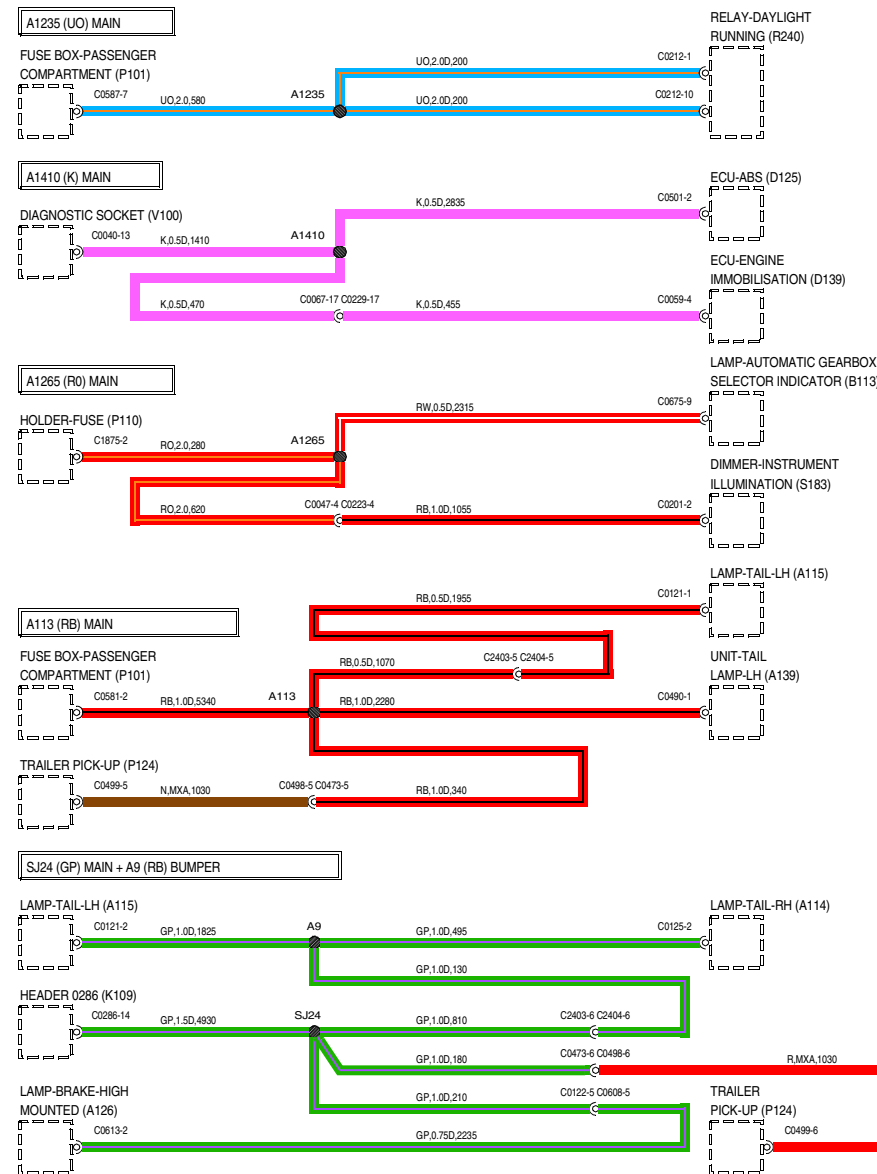 A1235 (UO) MAIN
FUSE BOX-PASSENGER
COMPARTMENT (P101)
C0587-7
UO,2.0,580
A1235
UO,2.0D,200
C0212-1
UO,2.0D,200
C0212-10
RELAY-DAYLIGHT
RUNNING (R240)
A1410 (K) MAIN
DIAGNOSTIC SOCKET (V100)
C0040-13
K,0.5D,1410
A1410
K,0.5D,2835
C0501-2
ECU-ABS (D125)
K,0.5D,470
C0067-17 C0229-17
K,0.5D,455
C0059-4
ECU-ENGINE
IMMOBILISATION (D139)
A1265 (R0) MAIN
HOLDER-FUSE (P110)
C1875-2
RO,2.0,280
A1265
RW,0.5D,2315
C0675-9
LAMP-AUTOMATIC GEARBOX
SELECTOR INDICATOR (B113)
RO,2.0,620
C0047-4 C0223-4
RB,1.0D,1055
C0201-2
DIMMER-INSTRUMENT
ILLUMINATION (S183)
A113 (RB) MAIN
RB,0.5D,1955
C0121-1
LAMP-TAIL-LH (A115)
FUSE BOX-PASSENGER
COMPARTMENT (P101)
C0581-2
RB,1.0D,5340
A113
RB,0.5D,1070
C2403-5 C2404-5
RB,1.0D,2280
C0490-1
UNIT-TAIL
LAMP-LH (A139)
TRAILER PICK-UP (P124)
C0499-5
N,MXA,1030
C0498-5 C0473-5
RB,1.0D,340
SJ24 (GP) MAIN + A9 (RB) BUMPER
LAMP-TAIL-LH (A115)
C0121-2
GP,1.0D,1825
A9
GP,1.0D,495
C0125-2
LAMP-TAIL-RH (A114)
GP,1.0D,130
HEADER 0286 (K109)
C0286-14
GP,1.5D,4930
SJ24
GP,1.0D,810
C2403-6 C2404-6
GP,1.0D,180
C0473-6 C0498-6
R,MXA,1030
GP,1.0D,210
C0122-5 C0608-5
LAMP-BRAKE-HIGH
MOUNTED (A126)
C0613-2
GP,0.75D,2235
TRAILER
PICK-UP (P124)
C0499-6